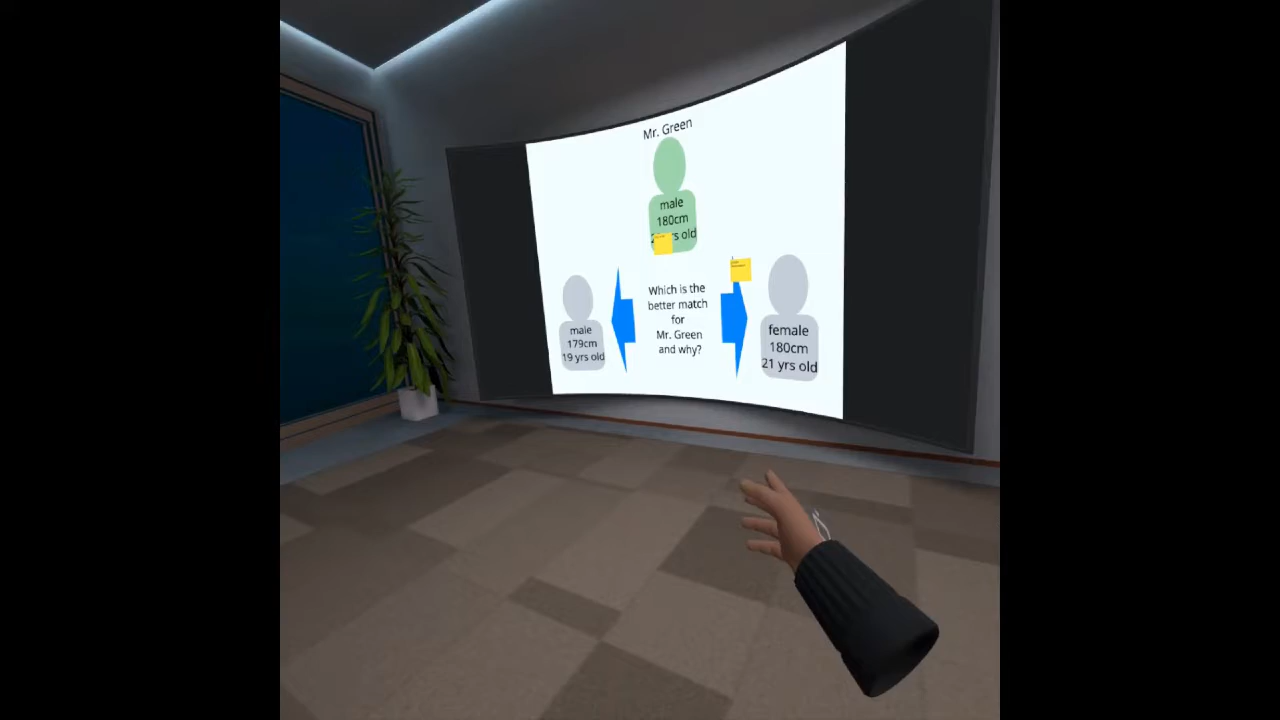 Mr. Green
male
180cm
yrs old
Which is the
better match
for
Mr. Green
and why?
male
179cm
19 yrs old
female
180cm
21 yrs old